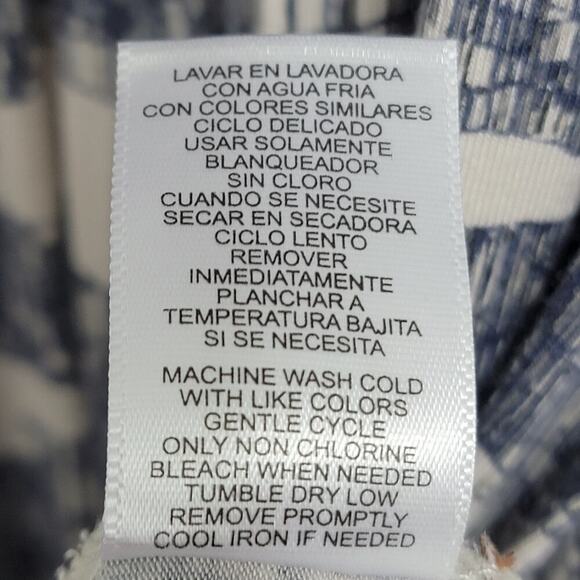 LAVAR EN LAVADORA
CON AGUA FRIA
CON COLORES SIMILARES
CICLO DELICADO
USAR SOLAMENTE
BLANQUEADOR
SIN CLORO
CUANDO SE NECESITE
SECAR EN SECADORA
CICLO LENTO
REMOVER
INMEDIATAMENTE
PLANCHAR A
TEMPERATURA BAJITA
SI SE NECESITA
MACHINE WASH COLD
WITH LIKE COLORS
GENTLE CYCLE
ONLY NON CHLORINE
BLEACH WHEN NEEDED
TUMBLE DRY LOW
REMOVE PROMPTLY
COOL IRON IF NEEDED